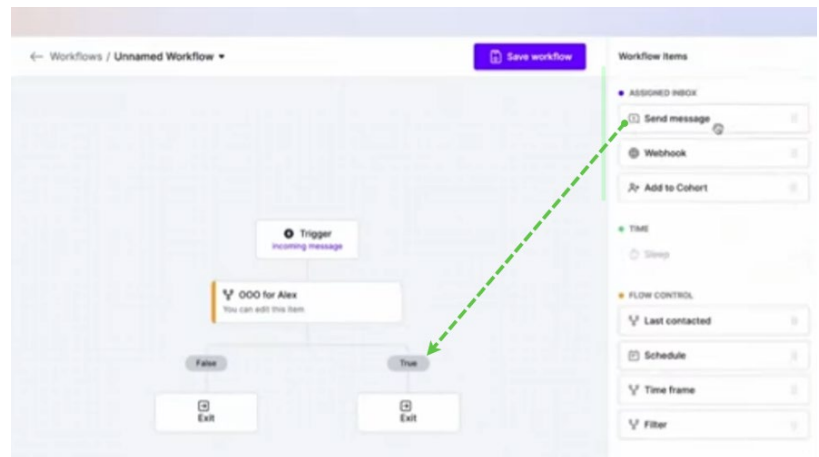 Workflows / Unnamed Workflow
Save workflow
Workflow Items
ASSIGNED INBOX
Send message
Webhook
Add to Cohort
TIME
Sleep
FLOW CONTROL
Last contacted
Schedule
Time frame
Filter
Trigger
incoming message
OOO for Alex
You can edit this item
False
True
Exit
Exit